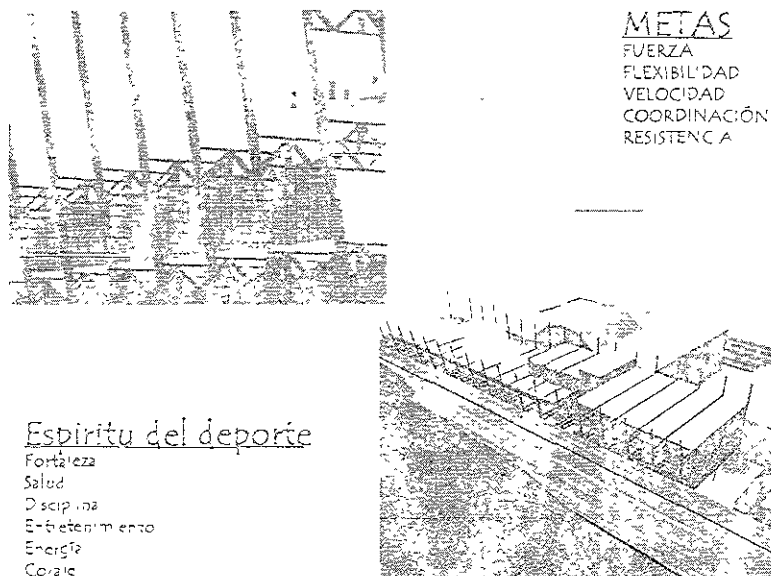 METAS
FUERZA
FLEXIBILIDAD
VELOCIDAD
COORDINACIÓN
RESISTENCIA
Espiritu del deporte
Fortaleza
Salud
Disciplina
Entretenimiento
Energía
Coraje